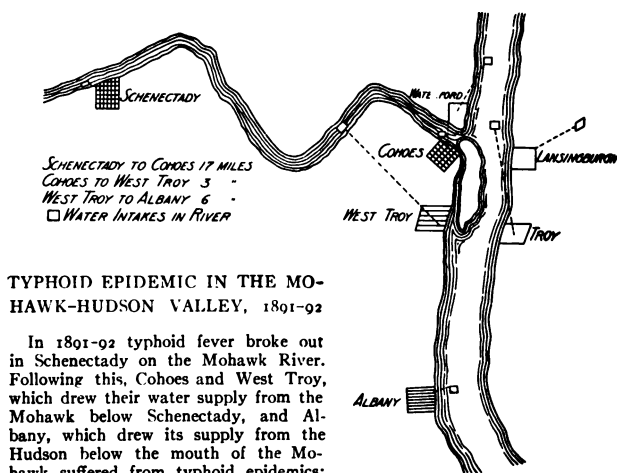 SCHENECTADY
WATE FORD
COHOES
LANSINGBURGH
SCHENECTADY TO COHOES 17 MILES
COHOES TO WEST TROY 3 "
WEST TROY TO ALBANY 6 "
WATER INTAKES IN RIVER
WEST TROY
TROY
ALBANY
TYPHOID EPIDEMIC IN THE MO-
HAWK-HUDSON VALLEY, 1891-92
In 1891-92 typhoid fever broke out
in Schenectady on the Mohawk River.
Following this, Cohoes and West Troy,
which drew their water supply from the
Mohawk below Schenectady, and Al-
bany, which drew its supply from the
Hudson below the mouth of the Mo-
hawk suffered from typhoid epidemics;